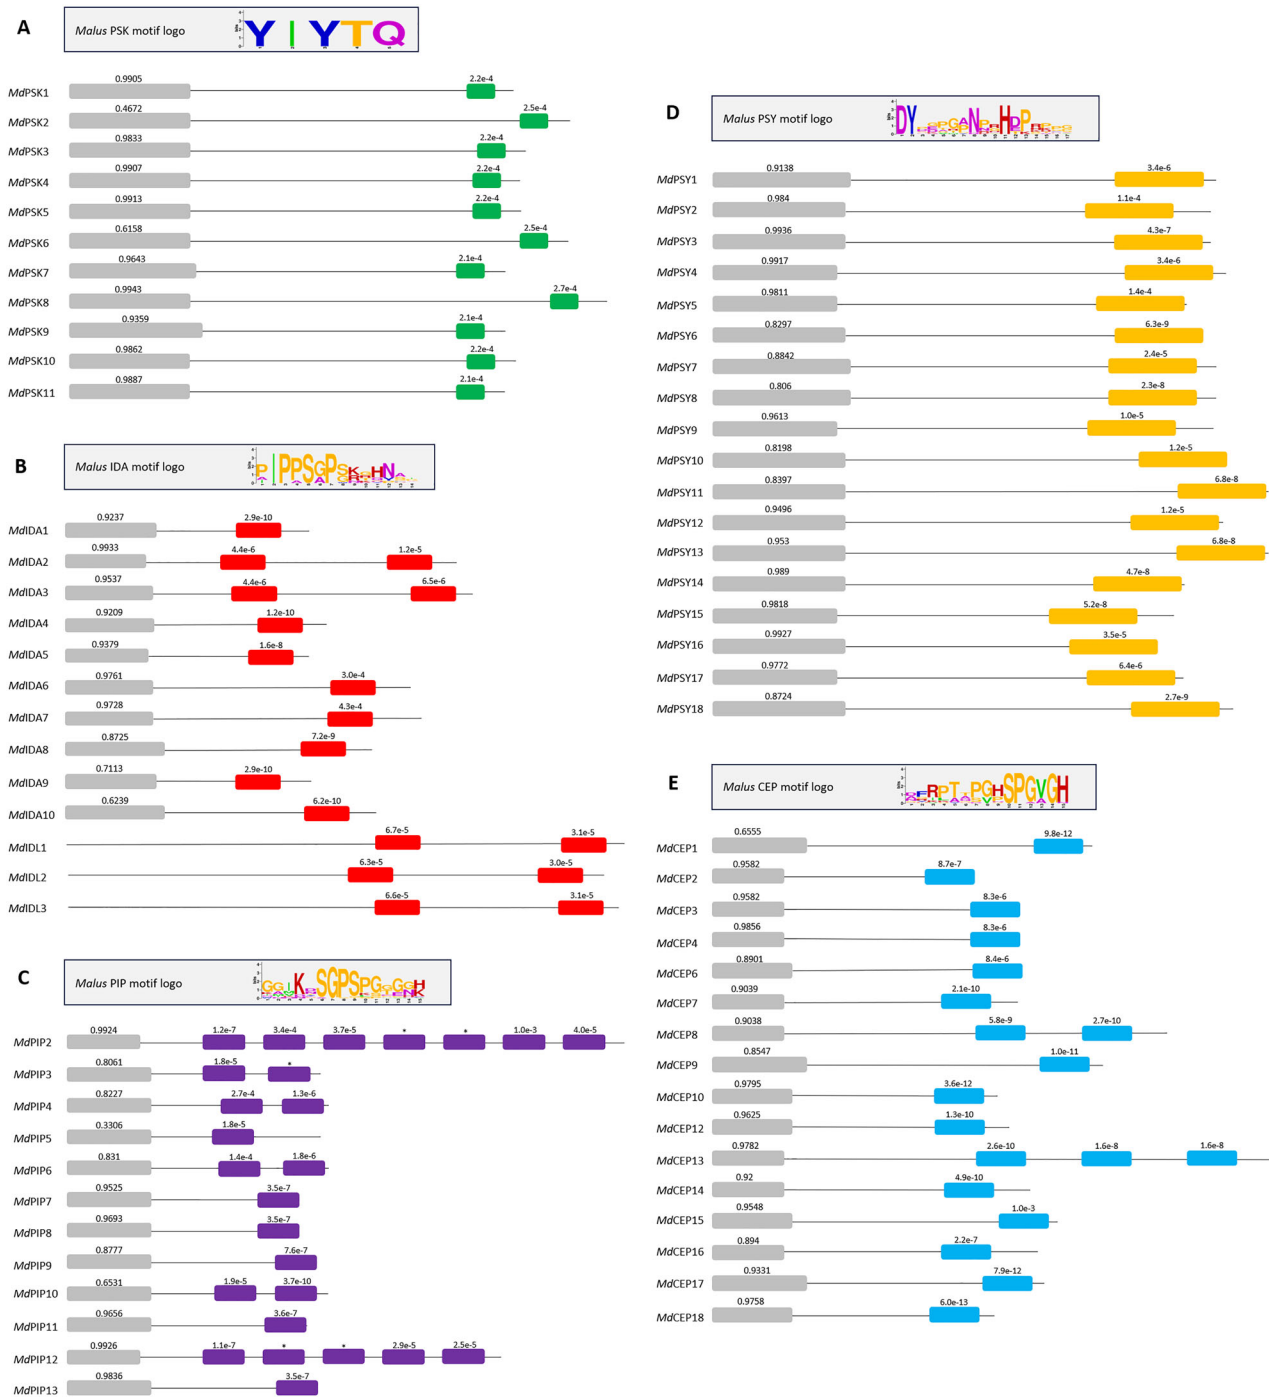 A
Malus PSK motif logo
YIYTQ
MdPSK1 0.9905 2.2e-4
MdPSK2 0.4672 2.5e-4
MdPSK3 0.9833 2.2e-4
MdPSK4 0.9907 2.2e-4
MdPSK5 0.9913 2.2e-4
MdPSK6 0.6158 2.5e-4
MdPSK7 0.9643 2.1e-4
MdPSK8 0.9943 2.7e-4
MdPSK9 0.9359 2.1e-4
MdPSK10 0.9862 2.2e-4
MdPSK11 0.9887 2.1e-4
B
Malus IDA motif logo
MdIDA1 0.9237 2.9e-10
MdIDA2 0.9933 4.4e-6 1.2e-5
MdIDA3 0.9537 4.4e-6 6.5e-6
MdIDA4 0.9209 1.2e-10
MdIDA5 0.9379 1.6e-8
MdIDA6 0.9761 3.0e-4
MdIDA7 0.9728 4.3e-4
MdIDA8 0.8725 7.2e-9
MdIDA9 0.7113 2.9e-10
MdIDA10 0.6239 6.2e-10
MdIDL1 6.7e-5 3.1e-5
MdIDL2 6.3e-5 3.0e-5
MdIDL3 6.6e-5 3.1e-5
C
Malus PIP motif logo
MdPIP2 0.9924 1.2e-7 3.4e-4 3.7e-5 * * 1.0e-3 4.0e-5
MdPIP3 0.8061 1.8e-5 *
MdPIP4 0.8227 2.7e-4 1.3e-6
MdPIP5 0.3306 1.8e-5
MdPIP6 0.831 1.4e-4 1.8e-6
MdPIP7 0.9525 3.5e-7
MdPIP8 0.9693 3.5e-7
MdPIP9 0.8777 7.6e-7
MdPIP10 0.6531 1.9e-5 3.7e-10
MdPIP11 0.9656 3.6e-7
MdPIP12 0.9926 1.1e-7 * * 2.9e-5 2.5e-5
MdPIP13 0.9836 3.5e-7
D
Malus PSY motif logo
MdPSY1 0.9138 3.4e-6
MdPSY2 0.984 1.1e-4
MdPSY3 0.9936 4.3e-7
MdPSY4 0.9917 3.4e-6
MdPSY5 0.9811 1.4e-4
MdPSY6 0.8297 6.3e-9
MdPSY7 0.8842 2.4e-5
MdPSY8 0.806 2.3e-8
MdPSY9 0.9613 1.0e-5
MdPSY10 0.8198 1.2e-5
MdPSY11 0.8397 6.8e-8
MdPSY12 0.9496 1.2e-5
MdPSY13 0.953 6.8e-8
MdPSY14 0.989 4.7e-8
MdPSY15 0.9818 5.2e-8
MdPSY16 0.9927 3.5e-5
MdPSY17 0.9772 6.4e-6
MdPSY18 0.8724 2.7e-9
E
Malus CEP motif logo
MdCEP1 0.6555 9.8e-12
MdCEP2 0.9582 8.7e-7
MdCEP3 0.9582 8.3e-6
MdCEP4 0.9856 8.3e-6
MdCEP6 0.8901 8.4e-6
MdCEP7 0.9039 2.1e-10
MdCEP8 0.9038 5.8e-9 2.7e-10
MdCEP9 0.8547 1.0e-11
MdCEP10 0.9795 3.6e-12
MdCEP12 0.9625 1.3e-10
MdCEP13 0.9782 2.6e-10 1.6e-8 1.6e-8
MdCEP14 0.92 4.9e-10
MdCEP15 0.9548 1.0e-3
MdCEP16 0.894 2.2e-7
MdCEP17 0.9331 7.9e-12
MdCEP18 0.9758 6.0e-13